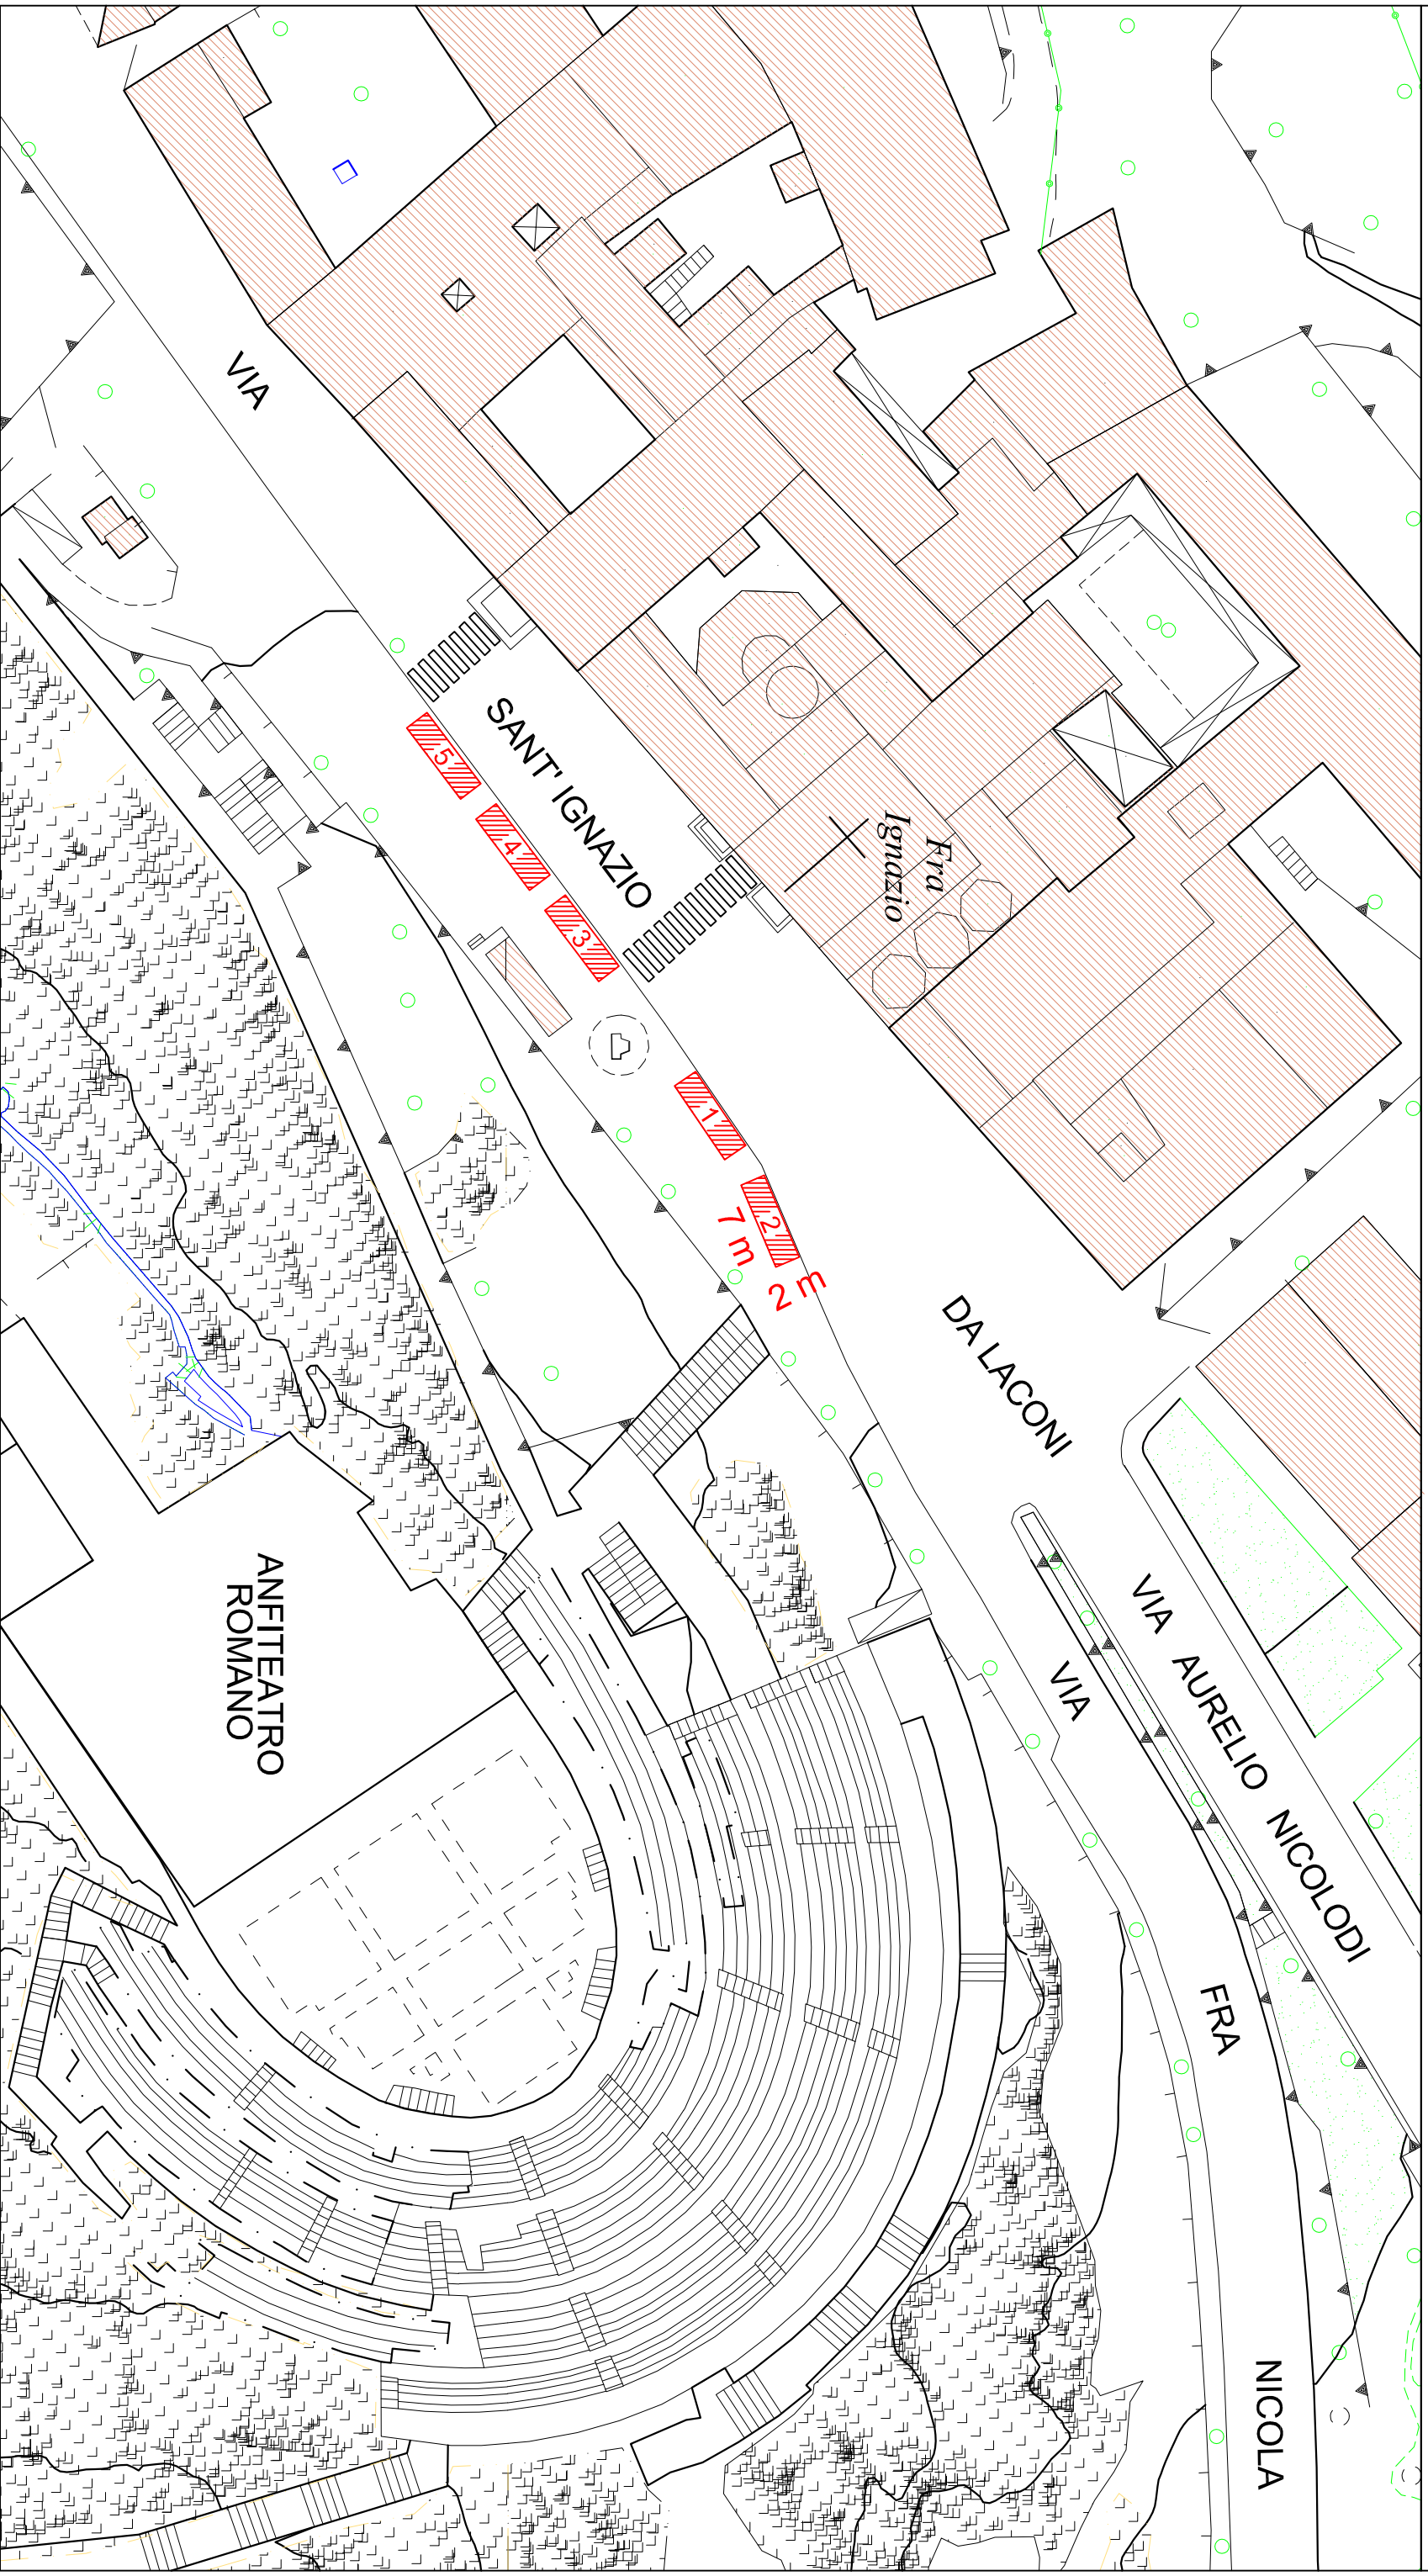 VIA
SANT' IGNAZIO
5
4
3
Fra
Ignazio
1
2
7 m
2 m
DA LACONI
VIA AURELIO NICOLODI
VIA
FRA
NICOLA
ANFITEATRO
ROMANO